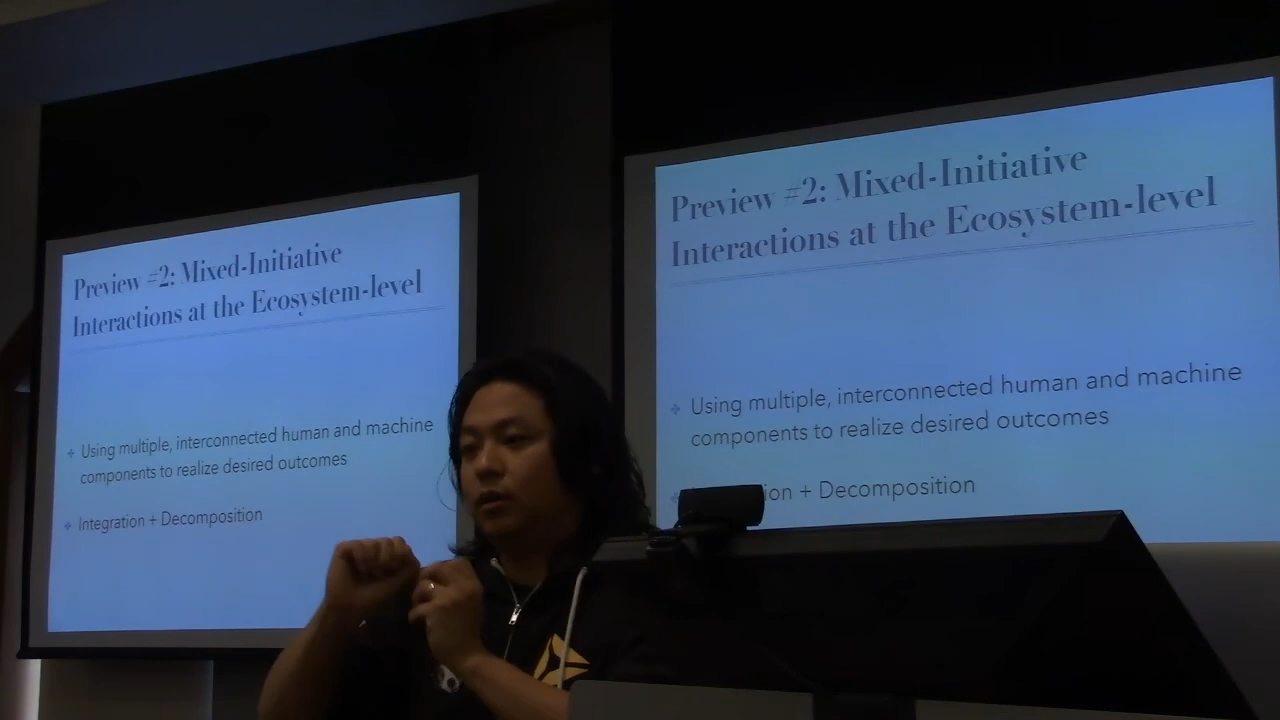 Preview #2: Mixed-Initiative
Interactions at the Ecosystem-level
Using multiple, interconnected human and machine
components to realize desired outcomes
Integration + Decomposition
Preview #2: Mixed-Initiative
Interactions at the Ecosystem-level
Using multiple, interconnected human and machine
components to realize desired outcomes
ion + Decomposition